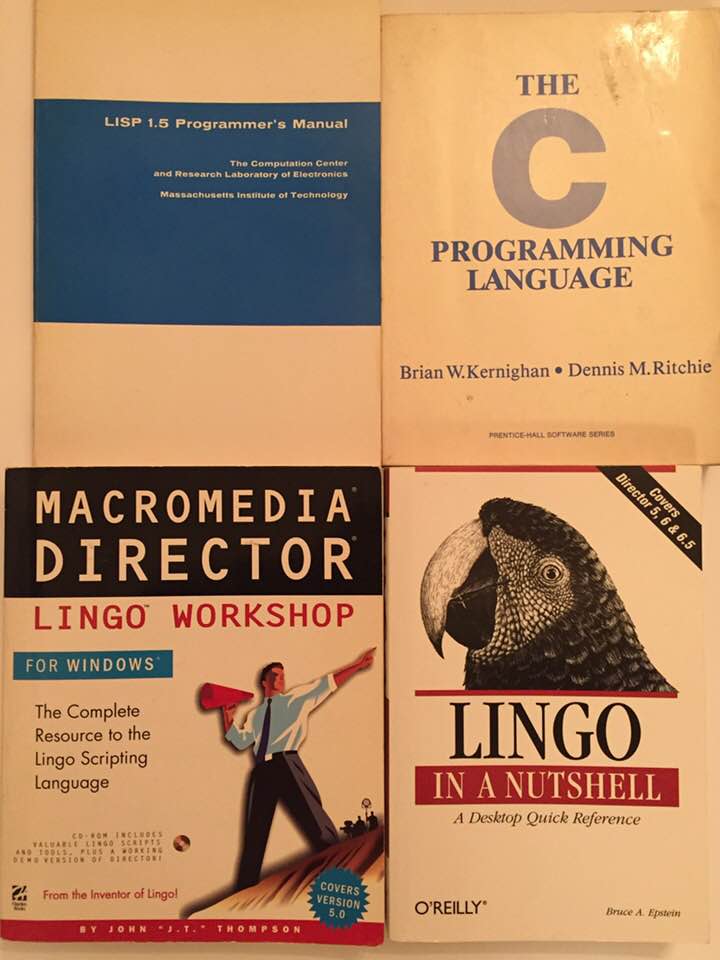 LISP 1.5 Programmer's Manual
The Computation Center
and Research Laboratory of Electronics
Massachusetts Institute of Technology
THE
C
PROGRAMMING
LANGUAGE
Brian W. Kernighan • Dennis M. Ritchie
PRENTICE-HALL SOFTWARE SERIES
MACROMEDIA®
DIRECTOR®
LINGO™ WORKSHOP
FOR WINDOWS™
The Complete
Resource to the
Lingo Scripting
Language
CD-ROM INCLUDES
VALUABLE LINGO SCRIPTS
AND TOOLS, PLUS A WORKING
DEMO VERSION OF DIRECTOR!
Hayden
Books
From the Inventor of Lingo!
COVERS
VERSION
5.0
BY JOHN "J.T." THOMPSON
Covers
Director 5, 6 & 6.5
LINGO
IN A NUTSHELL
A Desktop Quick Reference
O'REILLY®
Bruce A. Epstein